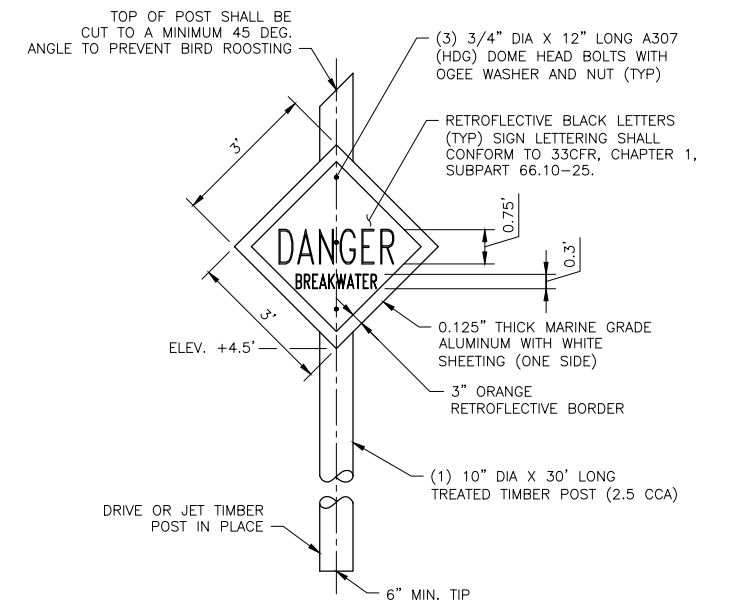 TOP OF POST SHALL BE
CUT TO A MINIMUM 45 DEG.
ANGLE TO PREVENT BIRD ROOSTING
(3) 3/4" DIA X 12" LONG A307
(HDG) DOME HEAD BOLTS WITH
OGEE WASHER AND NUT (TYP)
RETROFLECTIVE BLACK LETTERS
(TYP) SIGN LETTERING SHALL
CONFORM TO 33CFR, CHAPTER 1,
SUBPART 66.10-25.
3'
0.75'
DANGER
BREAKWATER
0.3'
3'
0.125" THICK MARINE GRADE
ALUMINUM WITH WHITE
SHEETING (ONE SIDE)
ELEV. +4.5'
3" ORANGE
RETROFLECTIVE BORDER
(1) 10" DIA X 30' LONG
TREATED TIMBER POST (2.5 CCA)
DRIVE OR JET TIMBER
POST IN PLACE
6" MIN. TIP